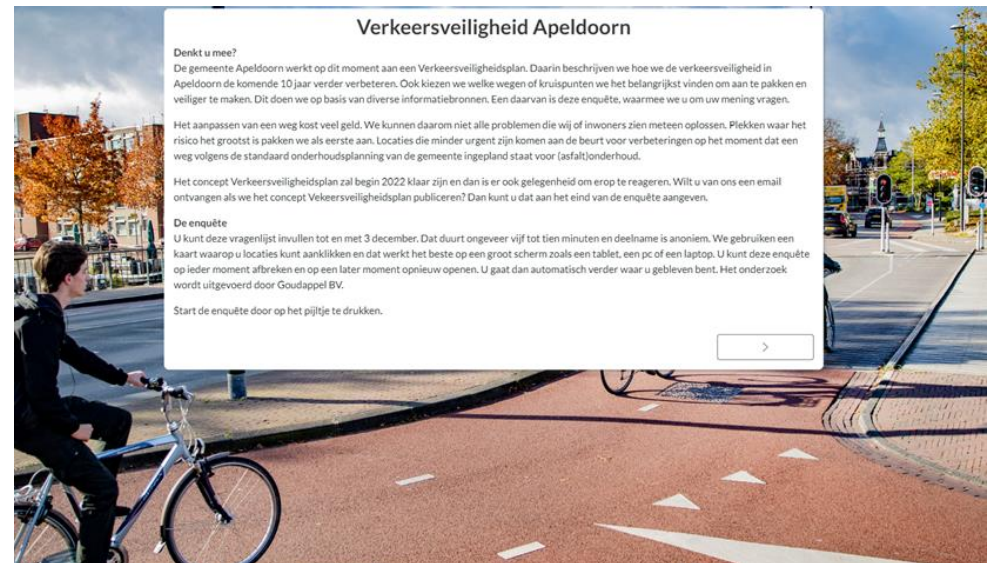 Verkeersveiligheid Apeldoorn
Denkt u mee?
De gemeente Apeldoorn werkt op dit moment aan een Verkeersveiligheidsplan. Daarin beschrijven we hoe we de verkeersveiligheid in
Apeldoorn de komende 10 jaar verder verbeteren. Ook kiezen we welke wegen of kruispunten we het belangrijkst vinden om aan te pakken en
veiliger te maken. Dit doen we op basis van diverse informatiebronnen. Een daarvan is deze enquête, waarmee we u om uw mening vragen.
Het aanpassen van een weg kost veel geld. We kunnen daarom niet alle problemen die wij of inwoners zien meteen oplossen. Plekken waar het
risico het grootst is pakken we als eerste aan. Locaties die minder urgent zijn komen aan de beurt voor verbeteringen op het moment dat een
weg volgens de standaard onderhoudsplanning van de gemeente ingepland staat voor (asfalt)onderhoud.
Het concept Verkeersveiligheidsplan zal begin 2022 klaar zijn en dan is er ook gelegenheid om erop te reageren. Wilt u van ons een email
ontvangen als we het concept Vekeersveiligheidsplan publiceren? Dan kunt u dat aan het eind van de enquête aangeven.
De enquête
U kunt deze vragenlijst invullen tot en met 3 december. Dat duurt ongeveer vijf tot tien minuten en deelname is anoniem. We gebruiken een
kaart waarop u locaties kunt aanklikken en dat werkt het beste op een groot scherm zoals een tablet, een pc of een laptop. U kunt deze enquête
op ieder moment afbreken en op een later moment opnieuw openen. U gaat dan automatisch verder waar u gebleven bent. Het onderzoek
wordt uitgevoerd door Goudappel BV.
Start de enquête door op het pijltje te drukken.